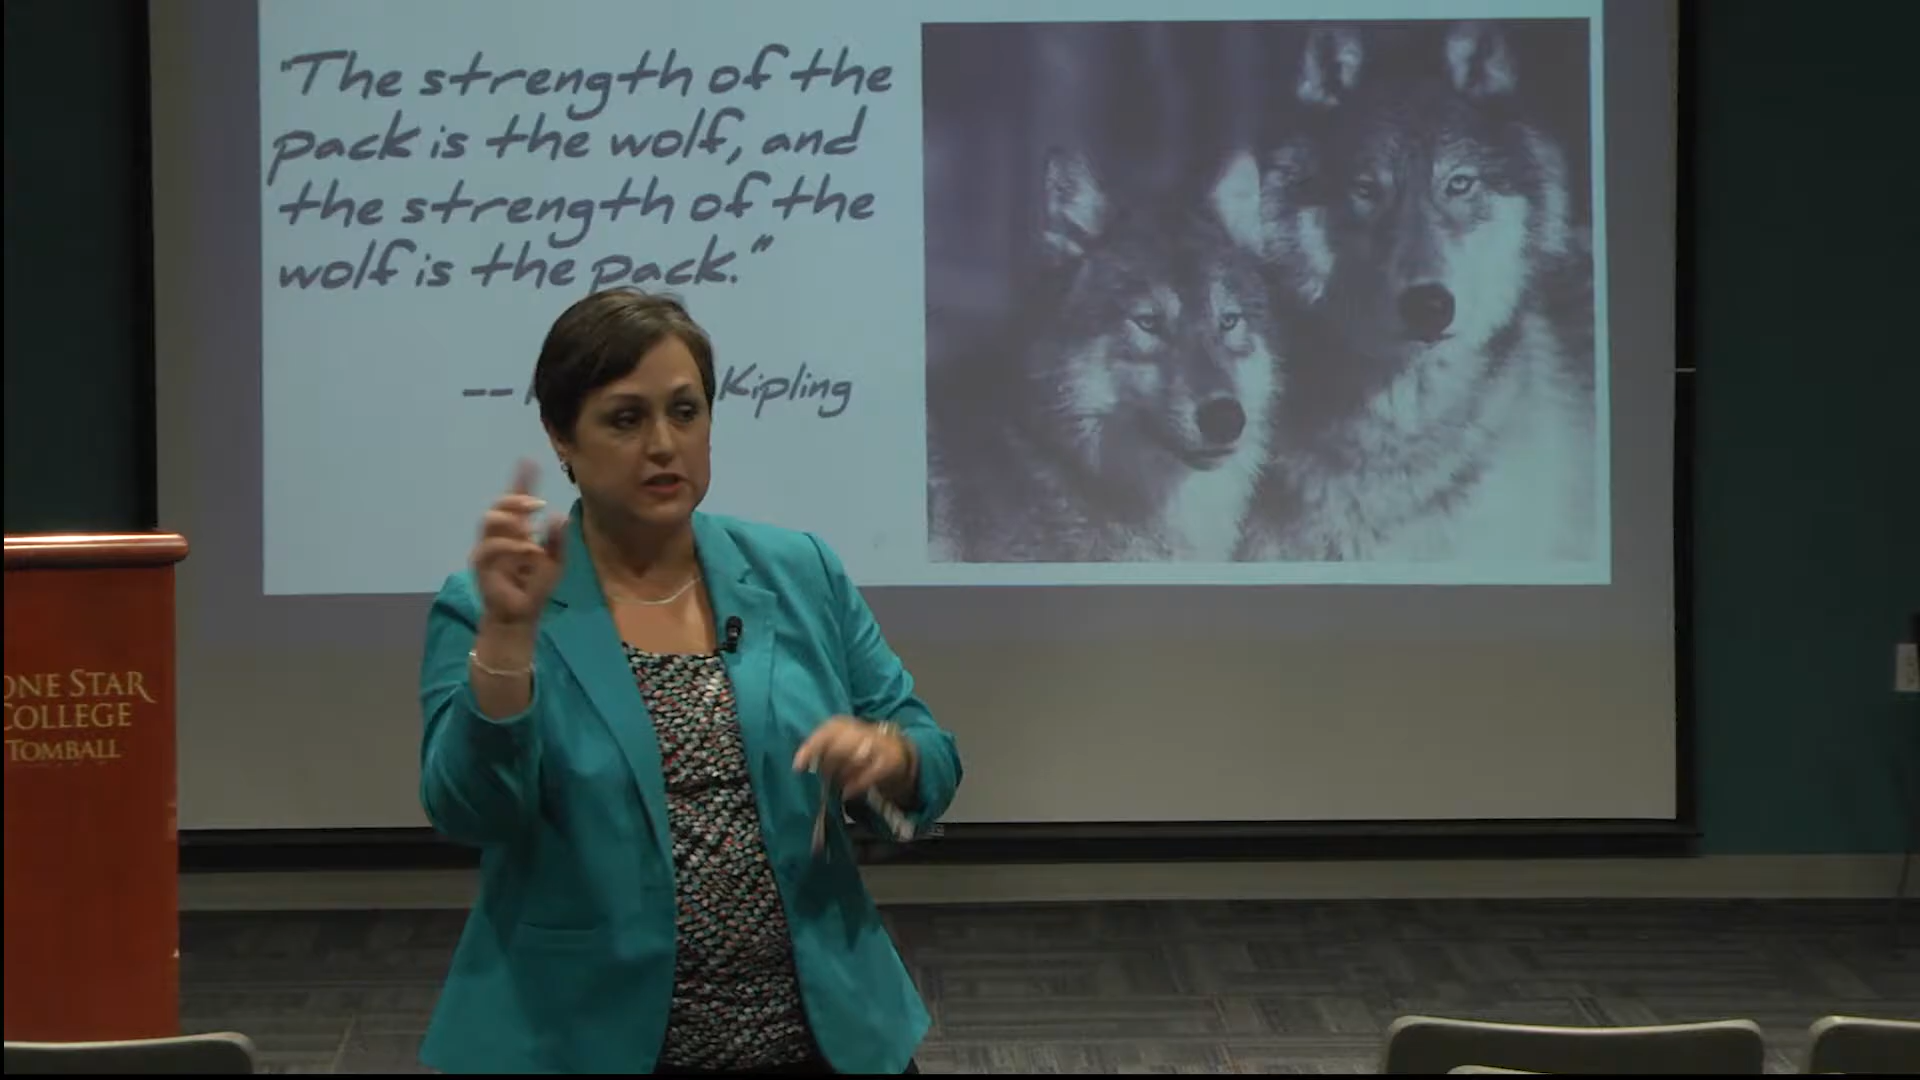 "The strength of the
pack is the wolf, and
the strength of the
wolf is the pack."
-- Kipling
ONE STAR
COLLEGE
TOMBALL